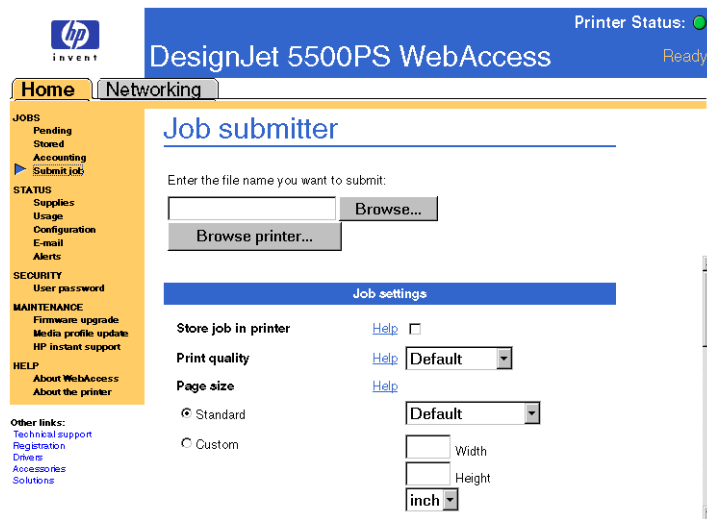 hp
invent
Printer Status:
DesignJet 5500PS WebAccess
Ready
Home
Networking
JOBS
Pending
Stored
Accounting
Submit job
STATUS
Supplies
Usage
Configuration
E-mail
Alerts
SECURITY
User password
MAINTENANCE
Firmware upgrade
Media profile update
HP instant support
HELP
About WebAccess
About the printer
Other links:
Technical support
Registration
Drivers
Accessories
Solutions
Job submitter
Enter the file name you want to submit:
Browse...
Browse printer...
Job settings
Store job in printer Help
Print quality Help Default
Page size Help
Standard Default
Custom
Width
Height
inch